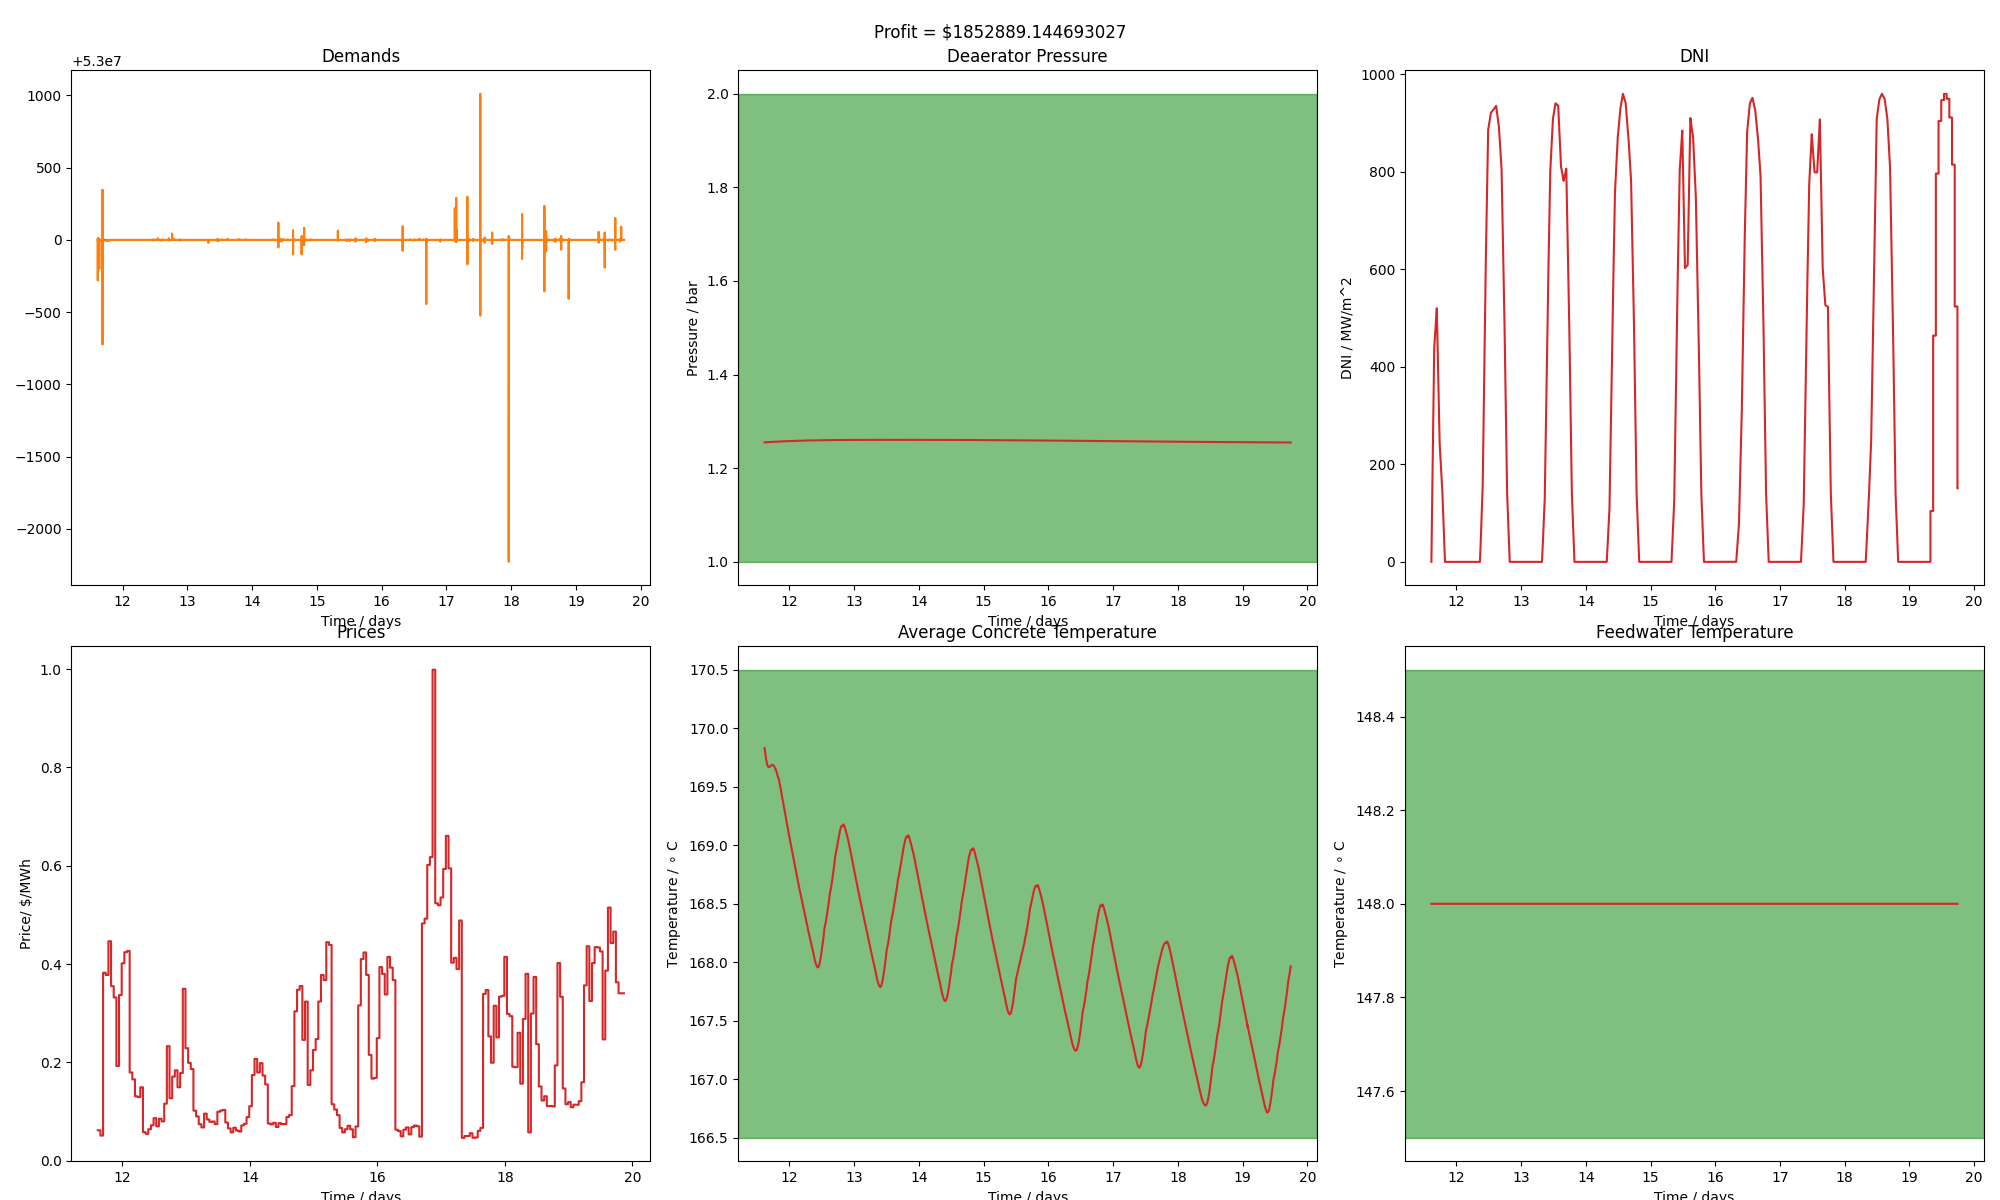 Profit = $1852889.144693027
Demands
+5.3e7
1000
500
0
−500
−1000
−1500
−2000
12 13 14 15 16 17 18 19 20
Time / days
Deaerator Pressure
Pressure / bar
2.0
1.8
1.6
1.4
1.2
1.0
12 13 14 15 16 17 18 19 20
Time / days
DNI
DNI / MW/m^2
1000
800
600
400
200
0
12 13 14 15 16 17 18 19 20
Time / days
Prices
Price/ $/MWh
1.0
0.8
0.6
0.4
0.2
0.0
12 14 16 18 20
Time / days
Average Concrete Temperature
Temperature / ∘ C
170.5
170.0
169.5
169.0
168.5
168.0
167.5
167.0
166.5
12 13 14 15 16 17 18 19 20
Time / days
Feedwater Temperature
Temperature / ∘ C
148.4
148.2
148.0
147.8
147.6
12 13 14 15 16 17 18 19 20
Time / days